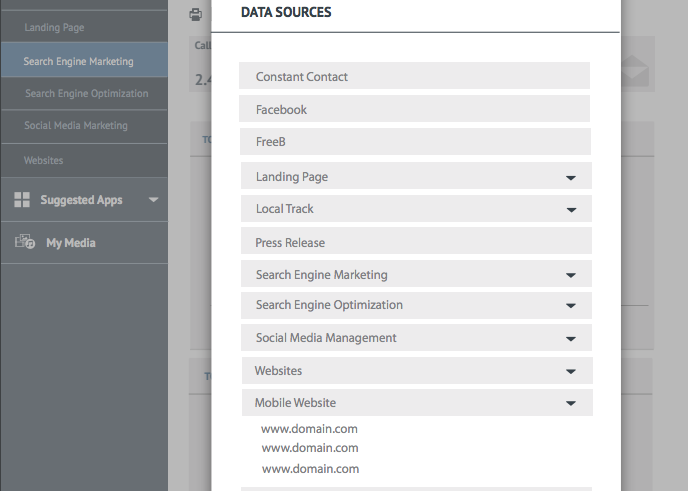 Landing Page
Search Engine Marketing
Search Engine Optimization
Social Media Marketing
Websites
Suggested Apps
My Media
Call
2.4
DATA SOURCES
Constant Contact
Facebook
FreeB
Landing Page
Local Track
Press Release
Search Engine Marketing
Search Engine Optimization
Social Media Management
Websites
Mobile Website
www.domain.com
www.domain.com
www.domain.com